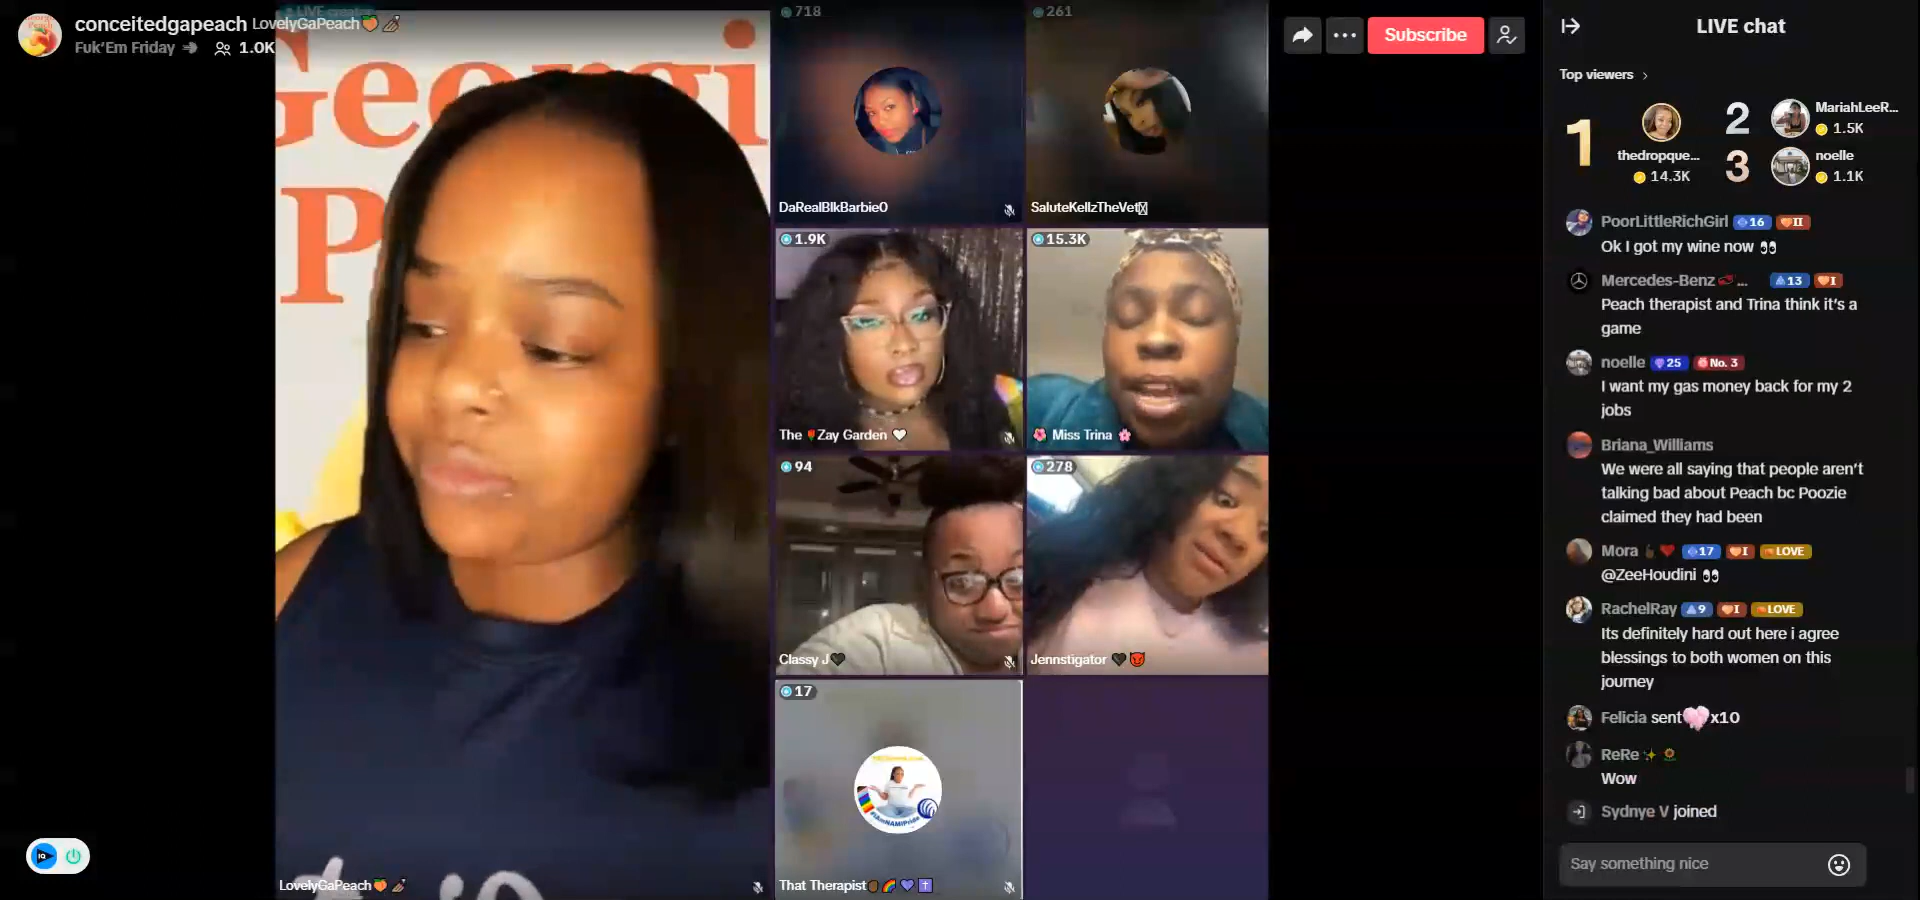 conceitedgapeach LovelyGaPeach
Fuk'Em Friday 1.0K
Georgi
P
718
DaRealBlkBarbie0
261
SaluteKellzTheVet
1.9K
The Zay Garden
15.3K
Miss Trina
94
Classy J
278
Jennstigator
17
#IAmNAMIPride
That Therapist
LovelyGaPeach
Subscribe
LIVE chat
Top viewers
1
thedropque...
14.3K
2
MariahLeeR...
1.5K
3
noelle
1.1K
PoorLittleRichGirl 16 II
Ok I got my wine now 👀
Mercedes-Benz ... 13 I
Peach therapist and Trina think it's a
game
noelle 25 No. 3
I want my gas money back for my 2
jobs
Briana_Williams
We were all saying that people aren't
talking bad about Peach bc Poozie
claimed they had been
Mora 17 I LOVE
@ZeeHoudini 👀
RachelRay 9 I LOVE
Its definitely hard out here i agree
blessings to both women on this
journey
Felicia sent x10
ReRe
Wow
Sydnye V joined
Say something nice